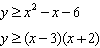 y ≥ x² − x − 6
y ≥ (x − 3)(x + 2)